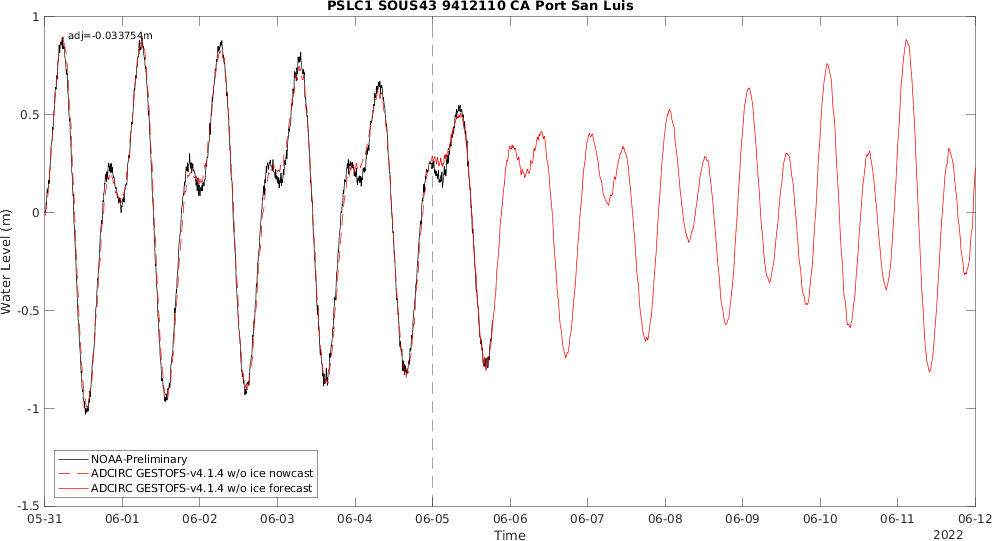 PSLC1 SOUS43 9412110 CA Port San Luis
adj=-0.033754m
1
0.5
0
-0.5
-1
-1.5
Water Level (m)
NOAA-Preliminary
ADCIRC GESTOFS-v4.1.4 w/o ice nowcast
ADCIRC GESTOFS-v4.1.4 w/o ice forecast
05-31 06-01 06-02 06-03 06-04 06-05 06-06 06-07 06-08 06-09 06-10 06-11 06-12
Time
2022